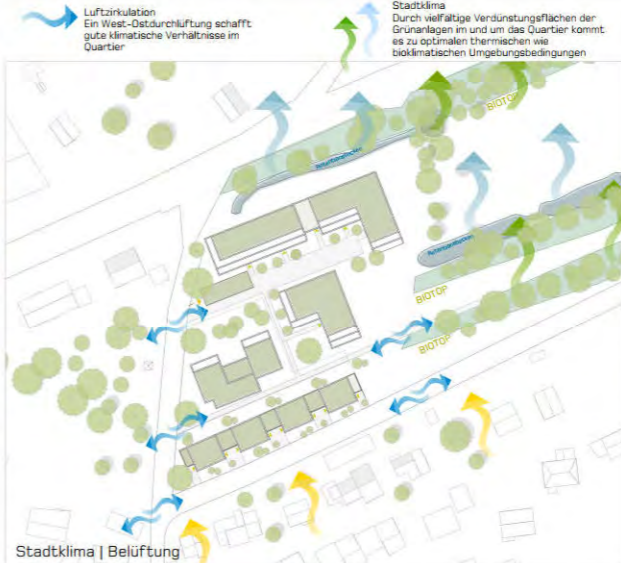 Luftzirkulation
Ein West-Ostdurchlüftung schafft
gute klimatische Verhältnisse im
Quartier
Stadtklima
Durch vielfältige Verdünstungsflächen der
Grünanlagen im und um das Quartier kommt
es zu optimalen thermischen wie
bioklimatischen Umgebungsbedingungen
BIOTOP
BIOTOP
BIOTOP
Stadtklima | Belüftung